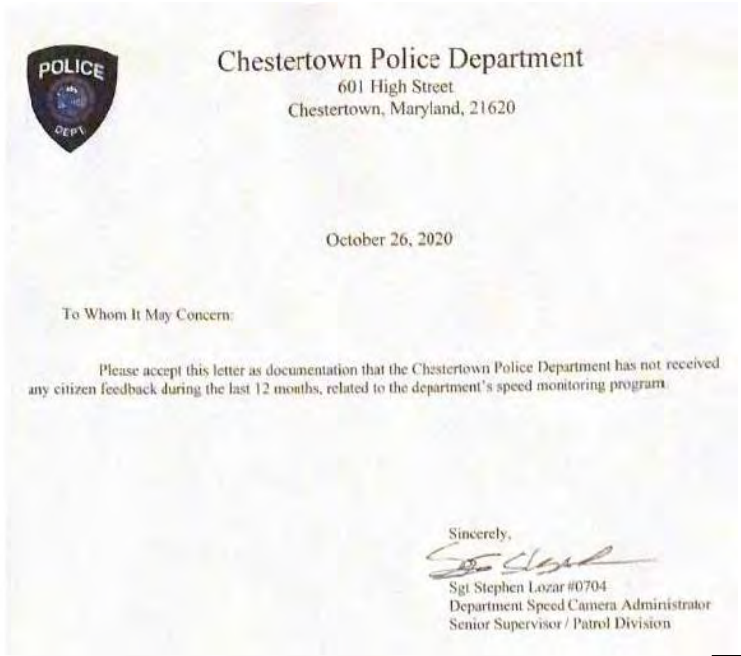 POLICE
DEPT.
Chestertown Police Department
601 High Street
Chestertown, Maryland, 21620
October 26, 2020
To Whom It May Concern:
Please accept this letter as documentation that the Chestertown Police Department has not received
any citizen feedback during the last 12 months, related to the department's speed monitoring program.
Sincerely,
Sgt Stephen Lozar #0704
Department Speed Camera Administrator
Senior Supervisor / Patrol Division